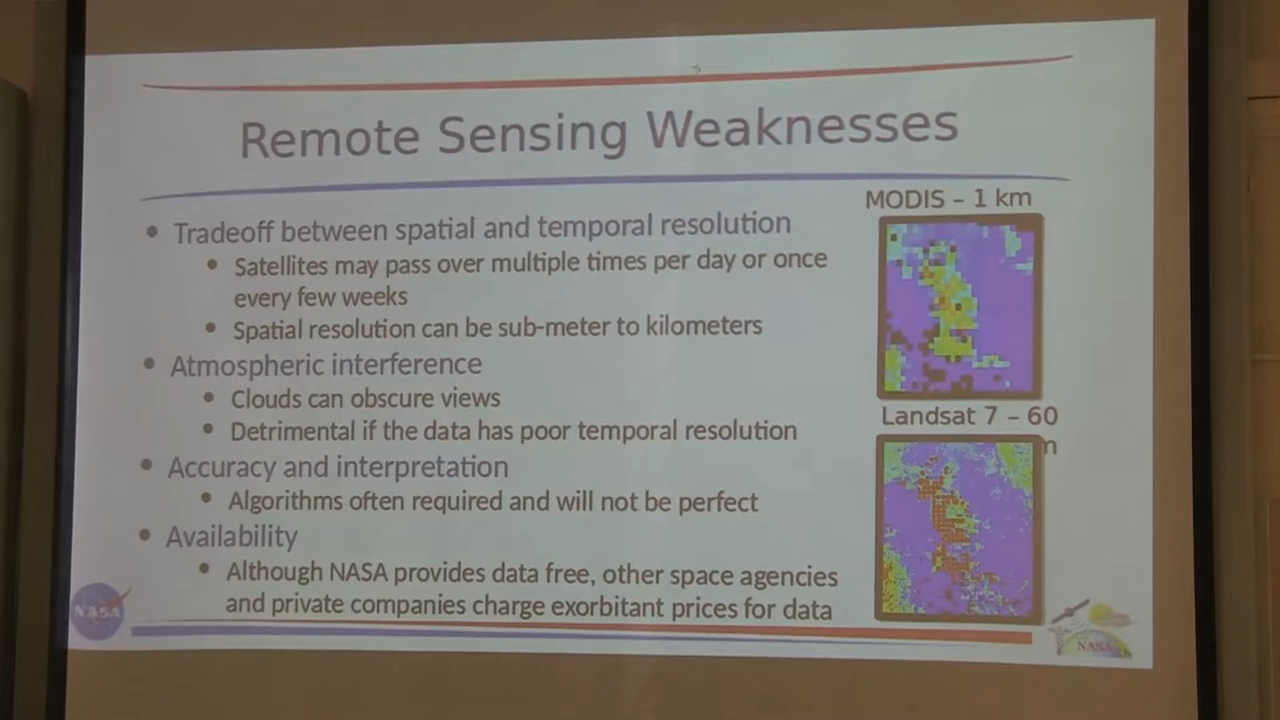 Remote Sensing Weaknesses
MODIS – 1 km
• Tradeoff between spatial and temporal resolution
• Satellites may pass over multiple times per day or once
every few weeks
• Spatial resolution can be sub-meter to kilometers
• Atmospheric interference
• Clouds can obscure views
• Detrimental if the data has poor temporal resolution
• Accuracy and interpretation
• Algorithms often required and will not be perfect
• Availability
• Although NASA provides data free, other space agencies
and private companies charge exorbitant prices for data
Landsat 7 – 60
m
NASA
NASA